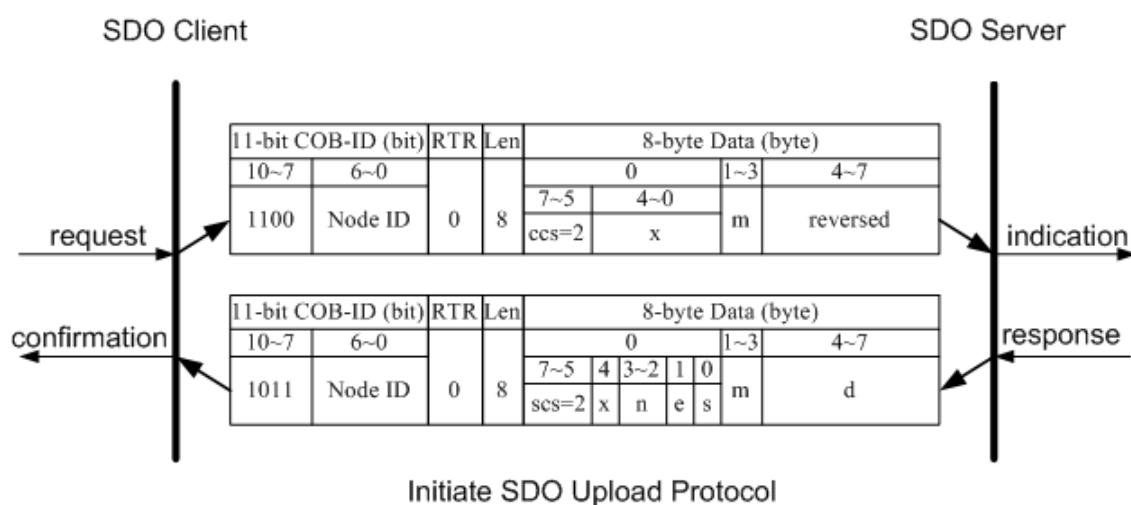 SDO Client
SDO Server
11-bit COB-ID (bit) RTR Len 8-byte Data (byte)
10~7 6~0 0 1~3 4~7
7~5 4~0
1100 Node ID 0 8 m reversed
ccs=2 x
request
indication
11-bit COB-ID (bit) RTR Len 8-byte Data (byte)
confirmation
response
10~7 6~0 0 1~3 4~7
7~5 4 3~2 1 0
1011 Node ID 0 8 m d
scs=2 x n e s
Initiate SDO Upload Protocol